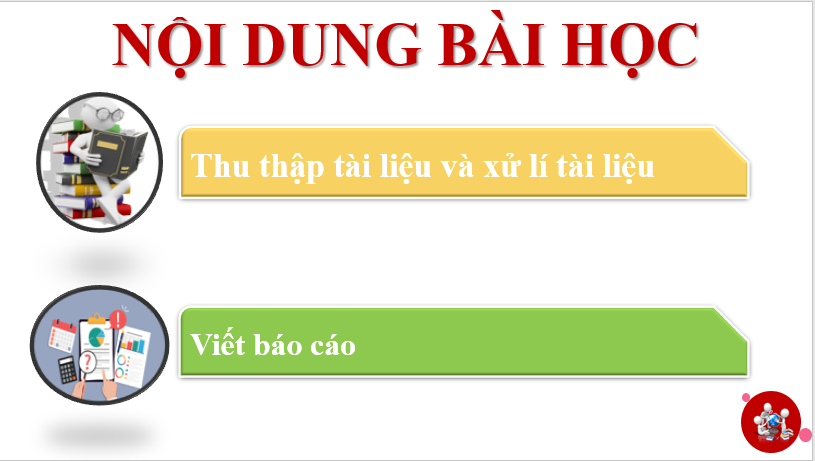 NỘI DUNG BÀI HỌC
Thu thập tài liệu và xử lí tài liệu
Viết báo cáo